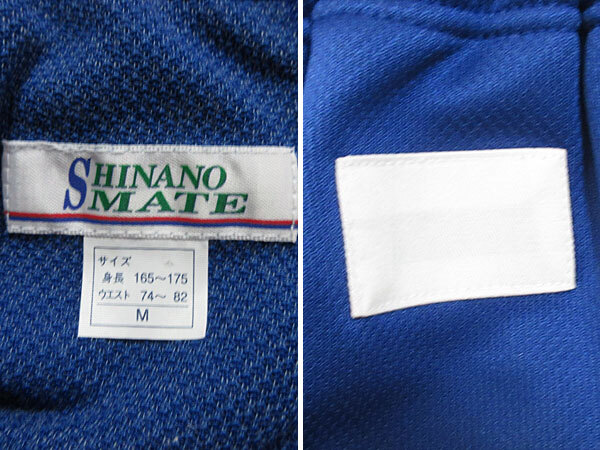 SHINANO
MATE
サイズ
身長 165～175
ウエスト 74～ 82
M